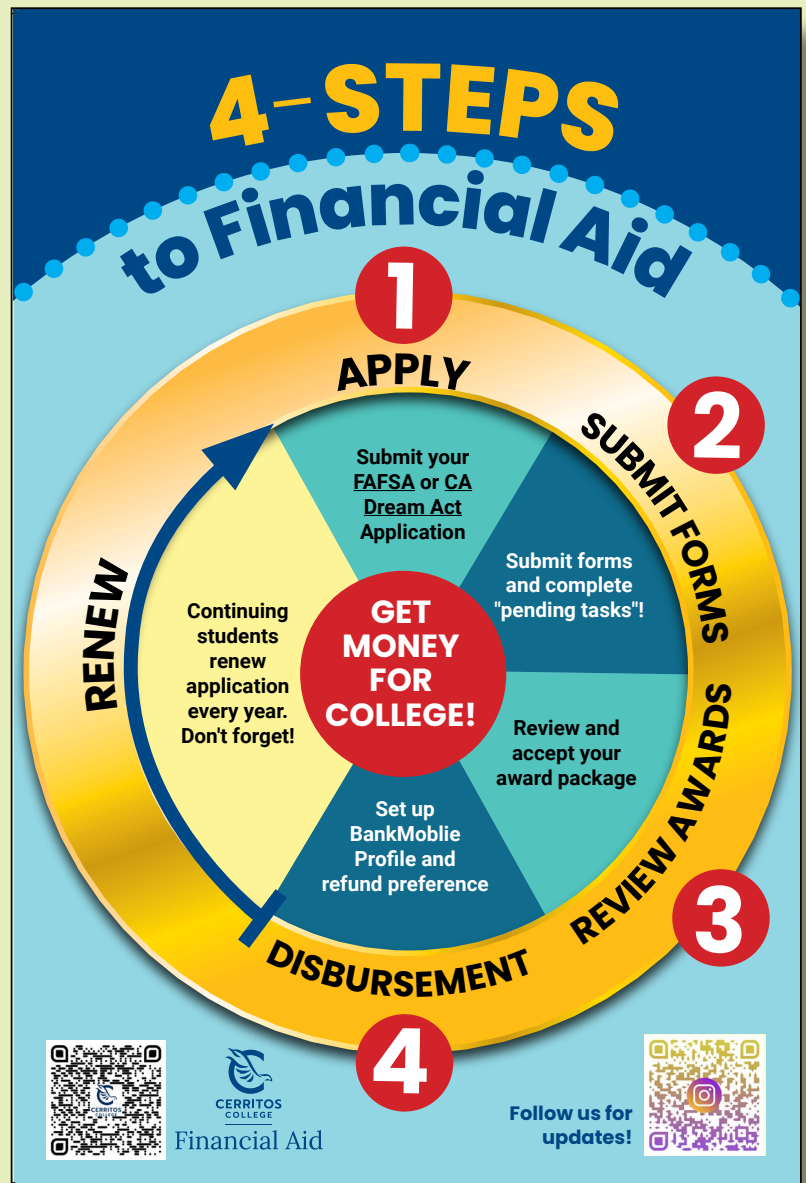 4-STEPS
to Financial Aid
1
APPLY
Submit your
FAFSA or CA
Dream Act
Application
2
SUBMIT FORMS
Submit forms
and complete
"pending tasks"!
3
REVIEW AWARDS
Review and
accept your
award package
4
DISBURSEMENT
Set up
BankMoblie
Profile and
refund preference
RENEW
Continuing
students
renew
application
every year.
Don't forget!
GET
MONEY
FOR
COLLEGE!
CERRITOS
COLLEGE
CERRITOS
COLLEGE
Financial Aid
Follow us for
updates!